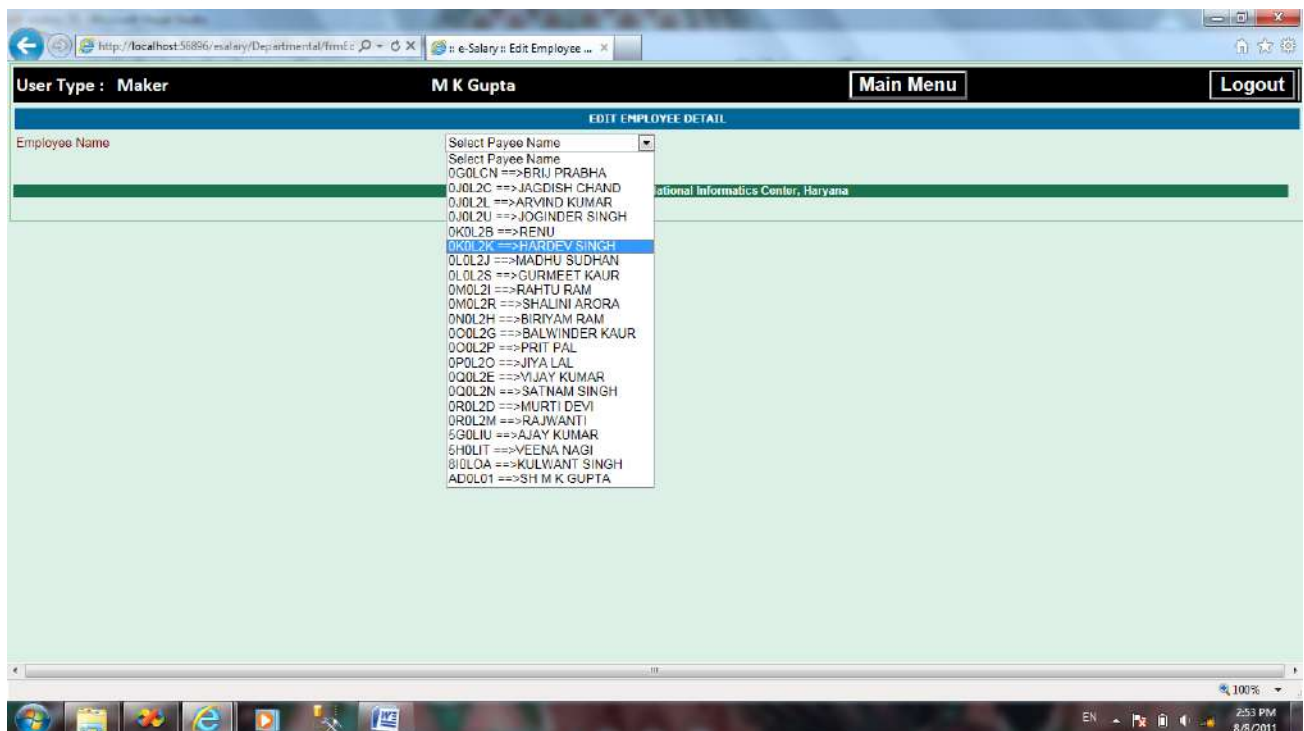 http://localhost:56896/esalary/Departmental/frmEc
:: e-Salary :: Edit Employee ...
User Type : Maker M K Gupta Main Menu Logout
EDIT EMPLOYEE DETAIL
Employee Name Select Payee Name
Select Payee Name
0G0LCN ==>BRIJ PRABHA
0J0L2C ==>JAGDISH CHAND
0J0L2L ==>ARVIND KUMAR
0J0L2U ==>JOGINDER SINGH
0K0L2B ==>RENU
0K0L2K ==>HARDEV SINGH
0L0L2J ==>MADHU SUDHAN
0L0L2S ==>GURMEET KAUR
0M0L2I ==>RAHTU RAM
0M0L2R ==>SHALINI ARORA
0N0L2H ==>BIRIYAM RAM
0O0L2G ==>BALWINDER KAUR
0O0L2P ==>PRIT PAL
0P0L2O ==>JIYA LAL
0Q0L2E ==>VIJAY KUMAR
0Q0L2N ==>SATNAM SINGH
0R0L2D ==>MURTI DEVI
0R0L2M ==>RAJWANTI
5G0LIU ==>AJAY KUMAR
5H0LIT ==>VEENA NAGI
8I0LOA ==>KULWANT SINGH
AD0L01 ==>SH M K GUPTA
ational Informatics Center, Haryana
100%
EN 2:53 PM
8/8/2011